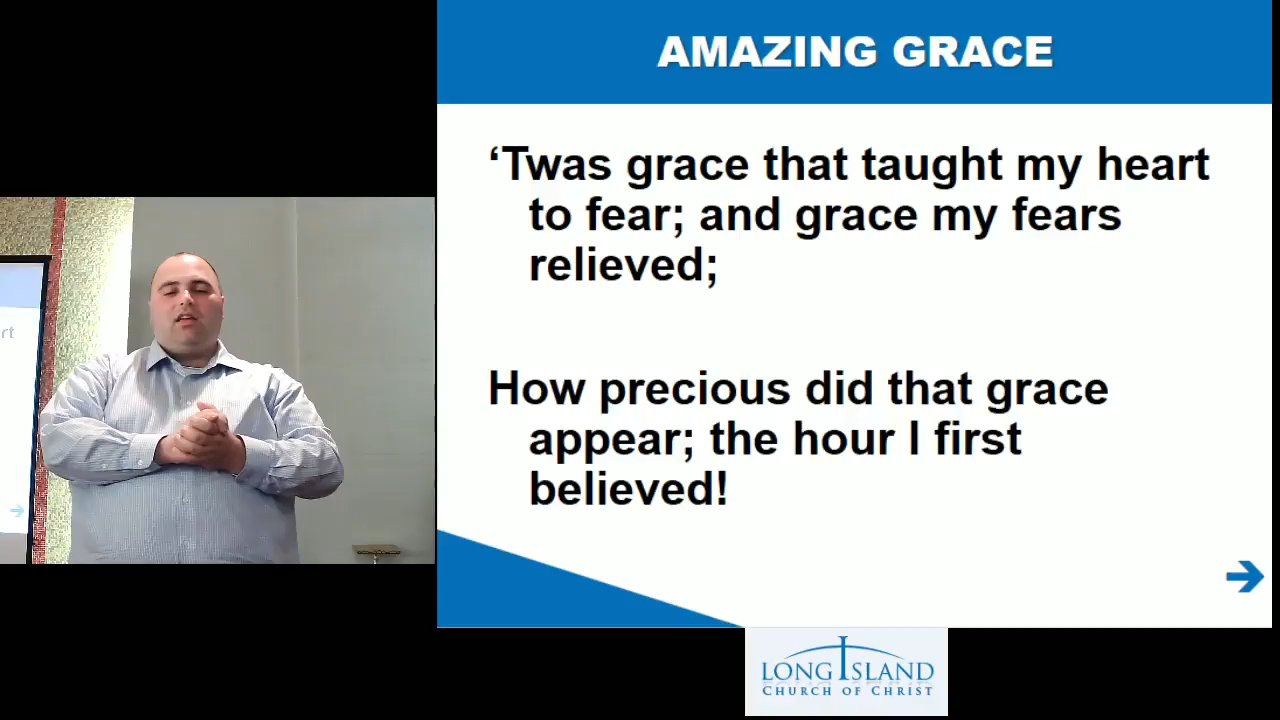 AMAZING GRACE
‘Twas grace that taught my heart
to fear; and grace my fears
relieved;
How precious did that grace
appear; the hour I first
believed!
rt
LONG ISLAND
CHURCH OF CHRIST